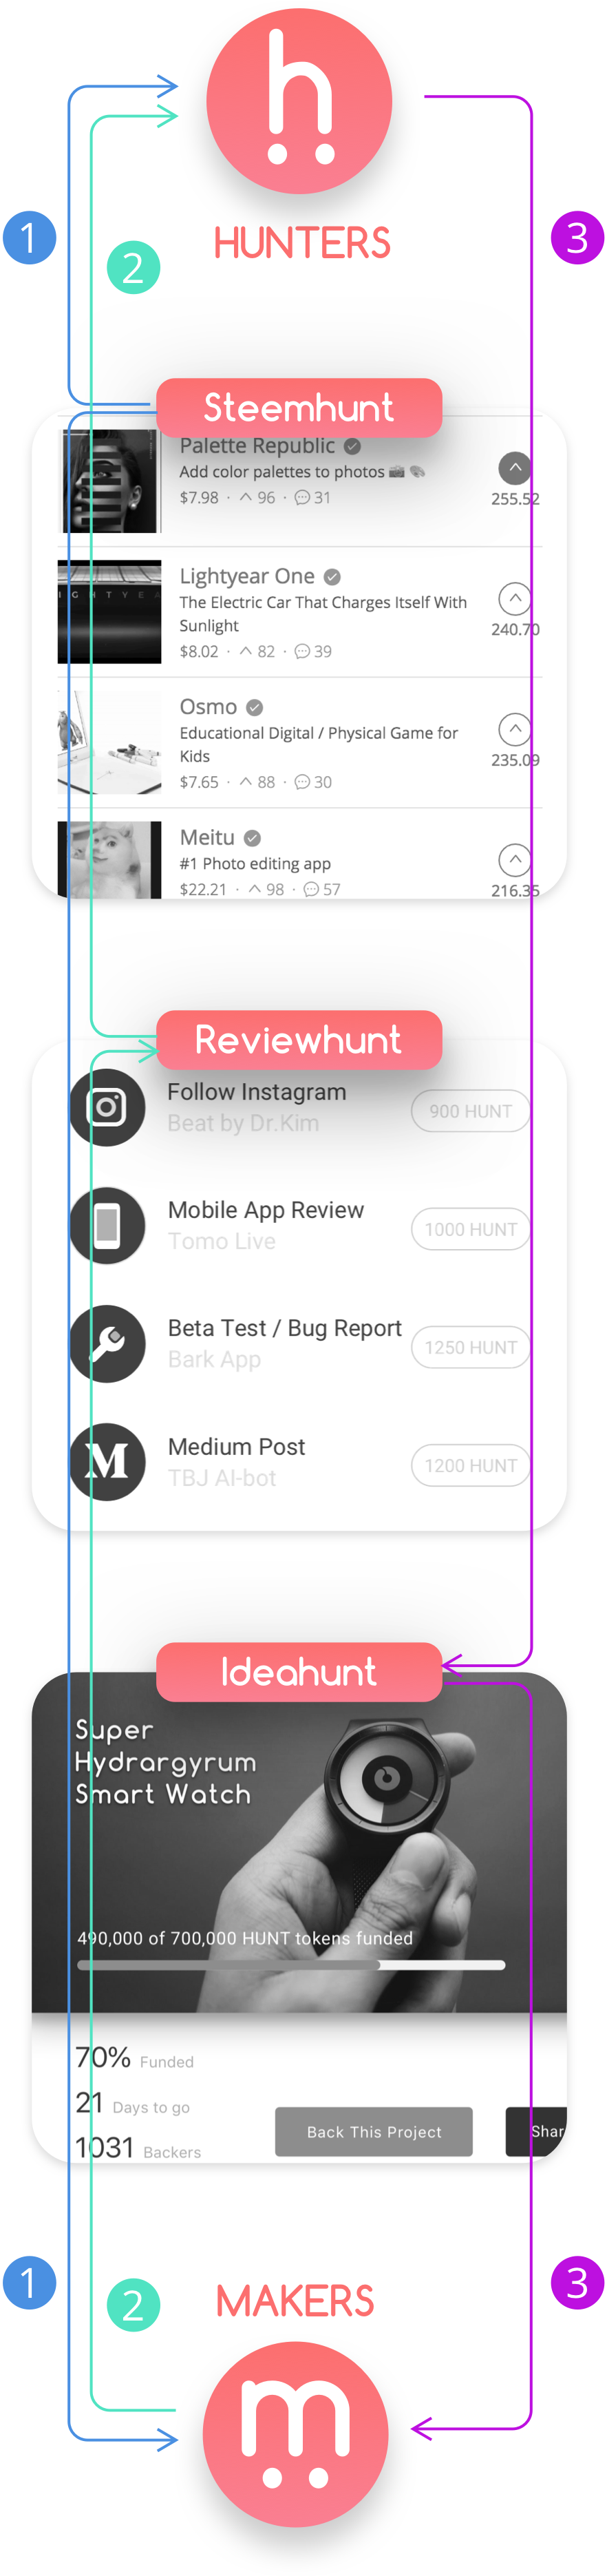 h
HUNTERS
1
2
3
Steemhunt
Palette Republic
Add color palettes to photos
$7.98 · 96 · 31
255.52
IGHTYEA
Lightyear One
The Electric Car That Charges Itself With
Sunlight
$8.02 · 82 · 39
240.70
Osmo
Educational Digital / Physical Game for
Kids
$7.65 · 88 · 30
235.09
Meitu
#1 Photo editing app
$22.21 · 98 · 57
216.35
Reviewhunt
Follow Instagram
Beat by Dr.Kim
900 HUNT
Mobile App Review
Tomo Live
1000 HUNT
Beta Test / Bug Report
Bark App
1250 HUNT
M
Medium Post
TBJ AI-bot
1200 HUNT
Ideahunt
Super
Hydrargyrum
Smart Watch
490,000 of 700,000 HUNT tokens funded
70% Funded
21 Days to go
1031 Backers
Back This Project
Shar
1
2
3
MAKERS
m